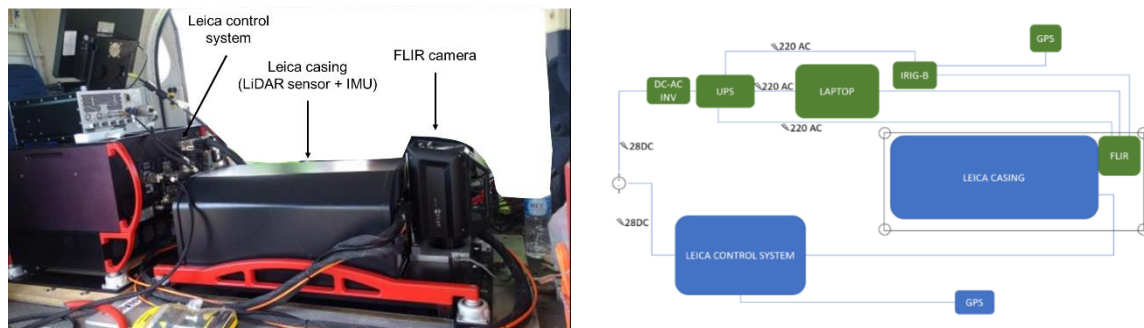 Leica control
system
Leica casing
(LiDAR sensor + IMU)
FLIR camera
220 AC
GPS
DC-AC
INV
UPS
220 AC
LAPTOP
IRIG-B
220 AC
28DC
FLIR
LEICA CASING
28DC
LEICA CONTROL SYSTEM
GPS